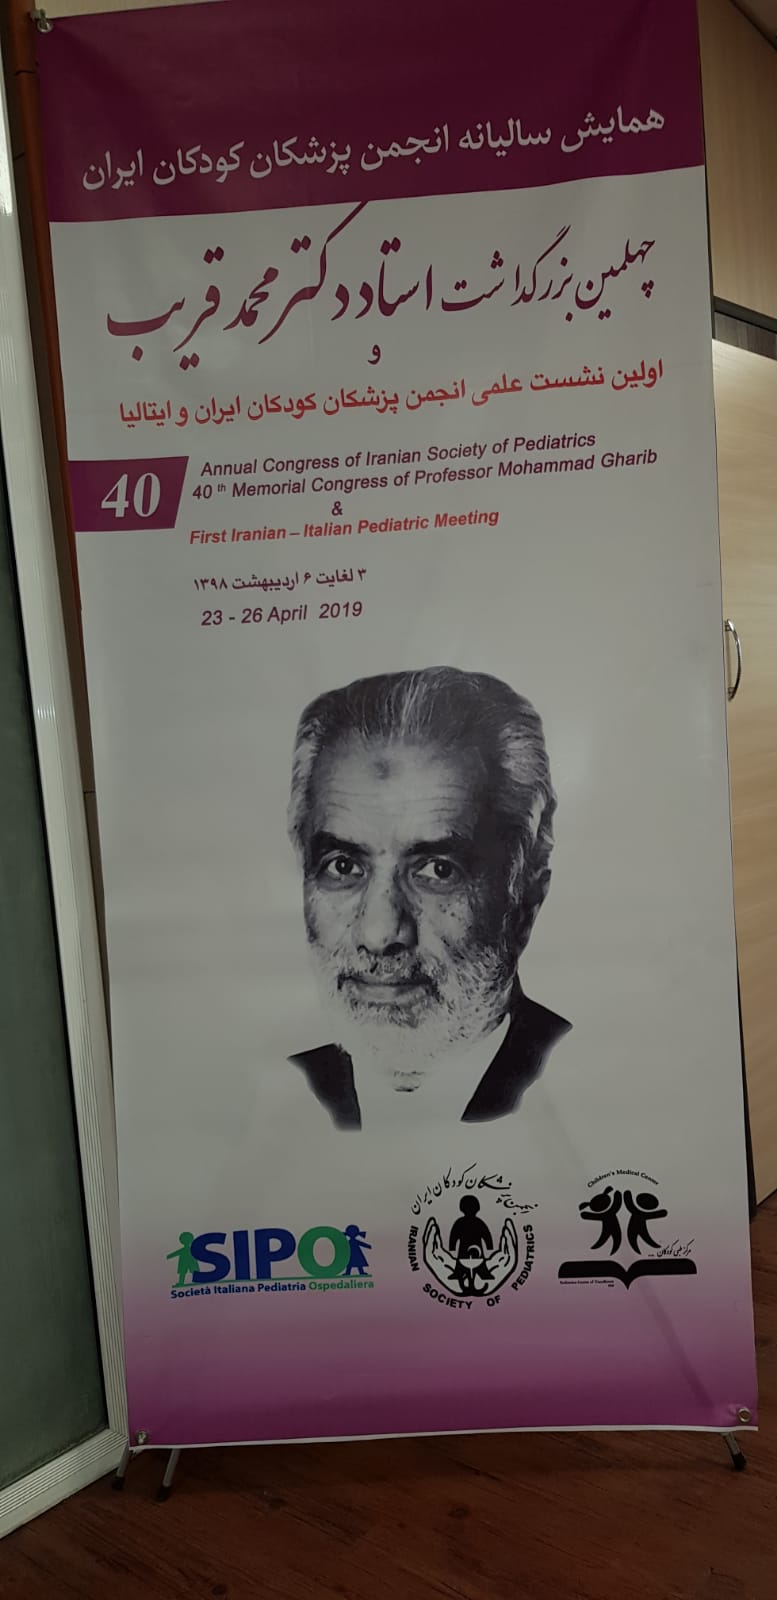 همایش سالیانه انجمن پزشکان کودکان ایران
چهلمین بزرگداشت استاد دکتر محمد قریب
و
اولین نشست علمی انجمن پزشکان کودکان ایران و ایتالیا
40
Annual Congress of Iranian Society of Pediatrics
40 th Memorial Congress of Professor Mohammad Gharib
&
First Iranian – Italian Pediatric Meeting
۳ لغایت ۶ اردیبهشت ۱۳۹۸
23 - 26 April 2019
SIPO
Società Italiana Pediatria Ospedaliera
انجمن پزشکان کودکان ایران
IRANIAN SOCIETY OF PEDIATRICS
Children's Medical Center
مرکز طبی کودکان